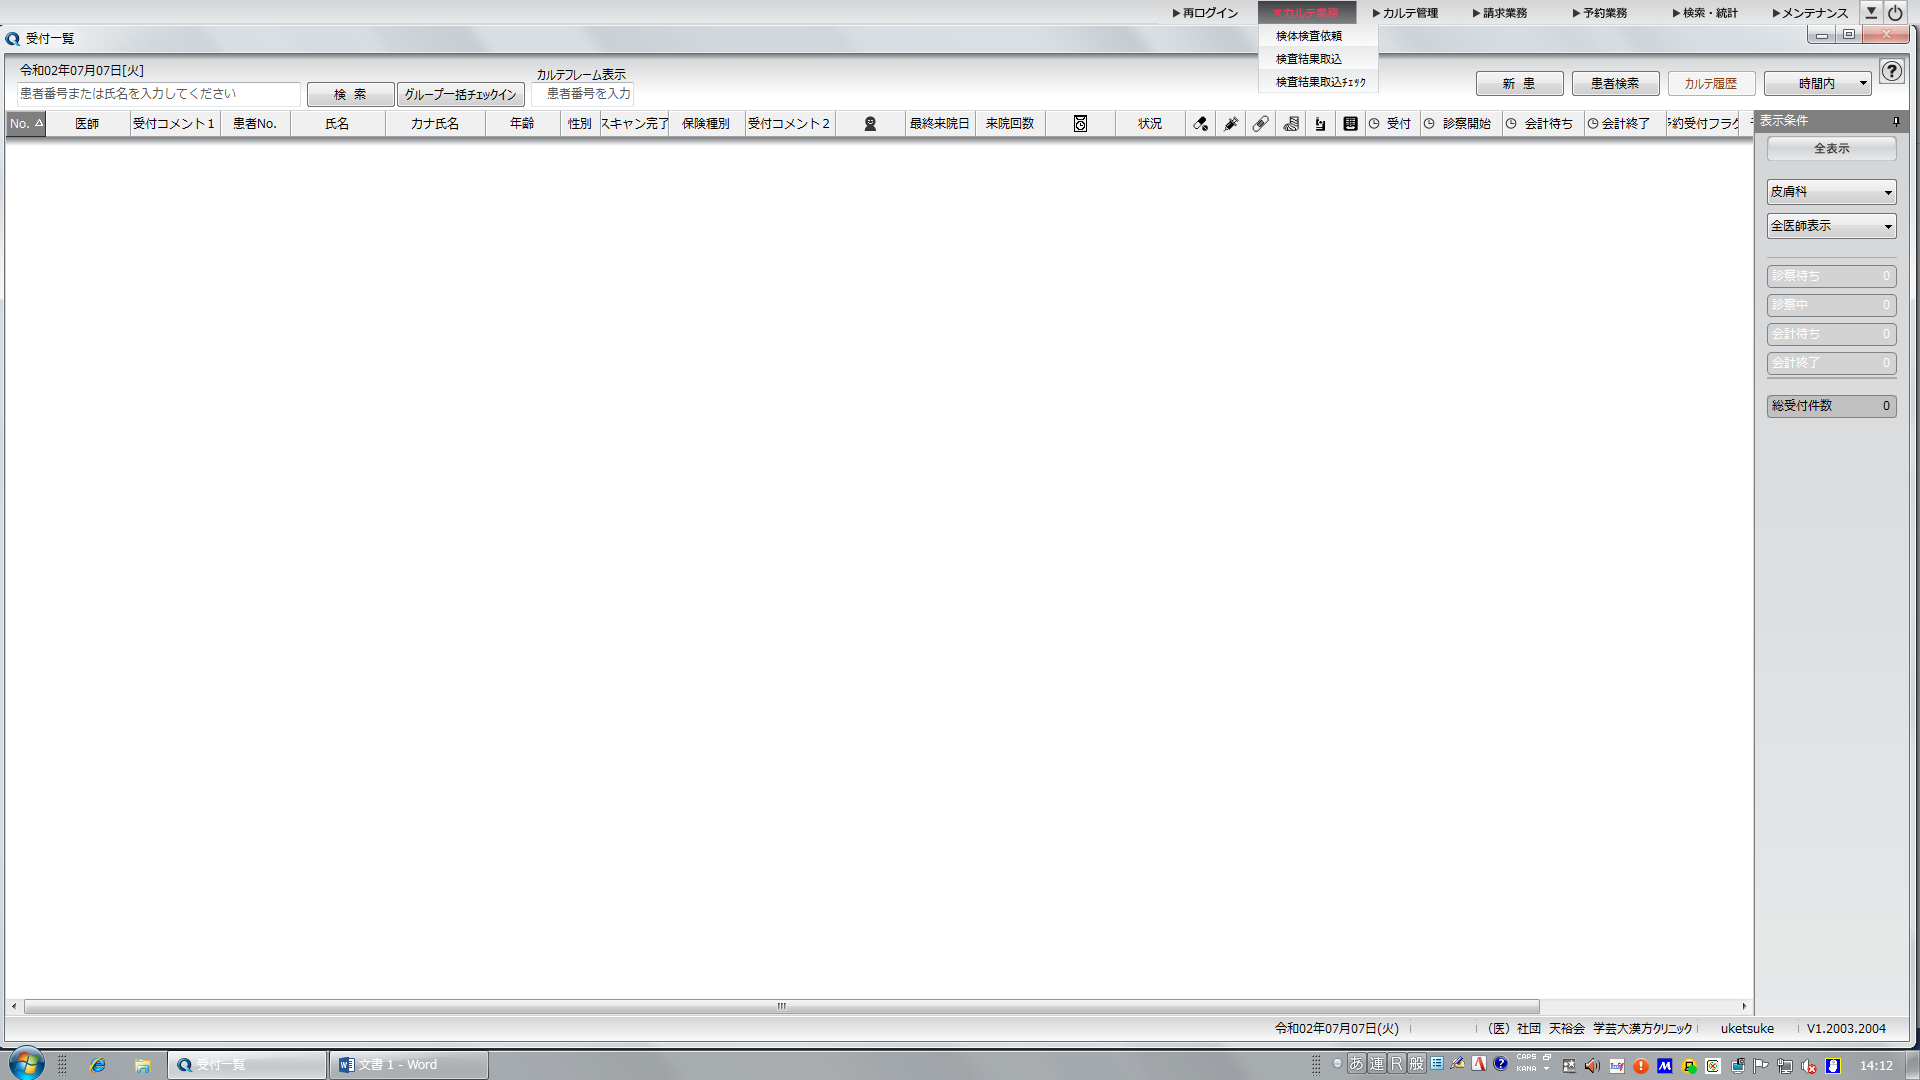 ▶再ログイン ▼カルテ業務 ▶カルテ管理 ▶請求業務 ▶予約業務 ▶検索・統計 ▶メンテナンス
受付一覧
検体検査依頼
検査結果取込
検査結果取込ﾁｪｯｸ
令和02年07月07日[火]
カルテフレーム表示
患者番号または氏名を入力してください 検 索 グループ一括チェックイン 患者番号を入力
新 患 患者検索 カルテ履歴 時間内
No. 医師 受付コメント1 患者No. 氏名 カナ氏名 年齢 性別 スキャン完了 保険種別 受付コメント2 最終来院日 来院回数 状況 受付 診察開始 会計待ち 会計終了 約受付フラグ
表示条件
全表示
皮膚科
全医師表示
診察待ち 0
診察中 0
会計待ち 0
会計終了 0
総受付件数 0
令和02年07月07日(火) （医）社団 天裕会 学芸大漢方クリニック uketsuke V1.2003.2004
受付一覧 文書 1 - Word あ 連 R 般 CAPS KANA 14:12